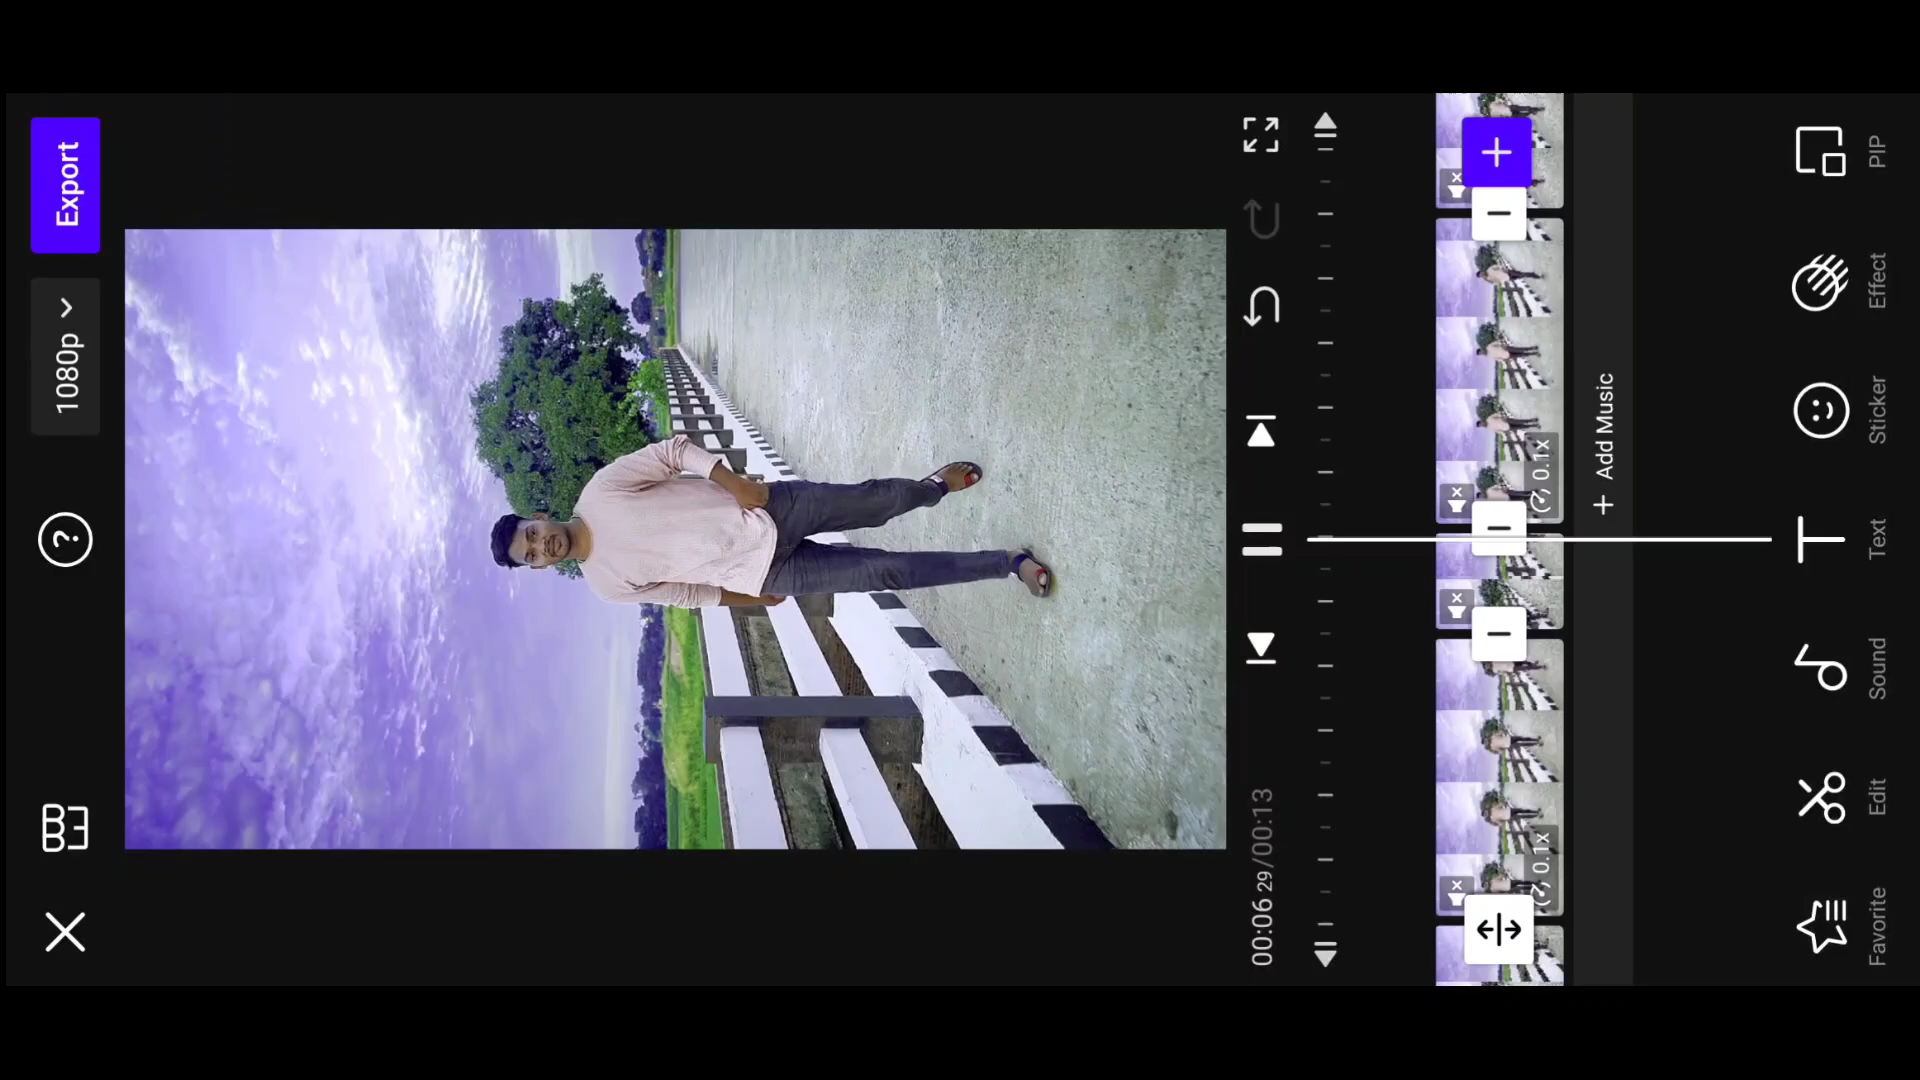 ?
1080p
Export
00:06 29/00:13
0.1x
0.1x
+ Add Music
Favorite
Edit
Sound
Text
Sticker
Effect
PIP